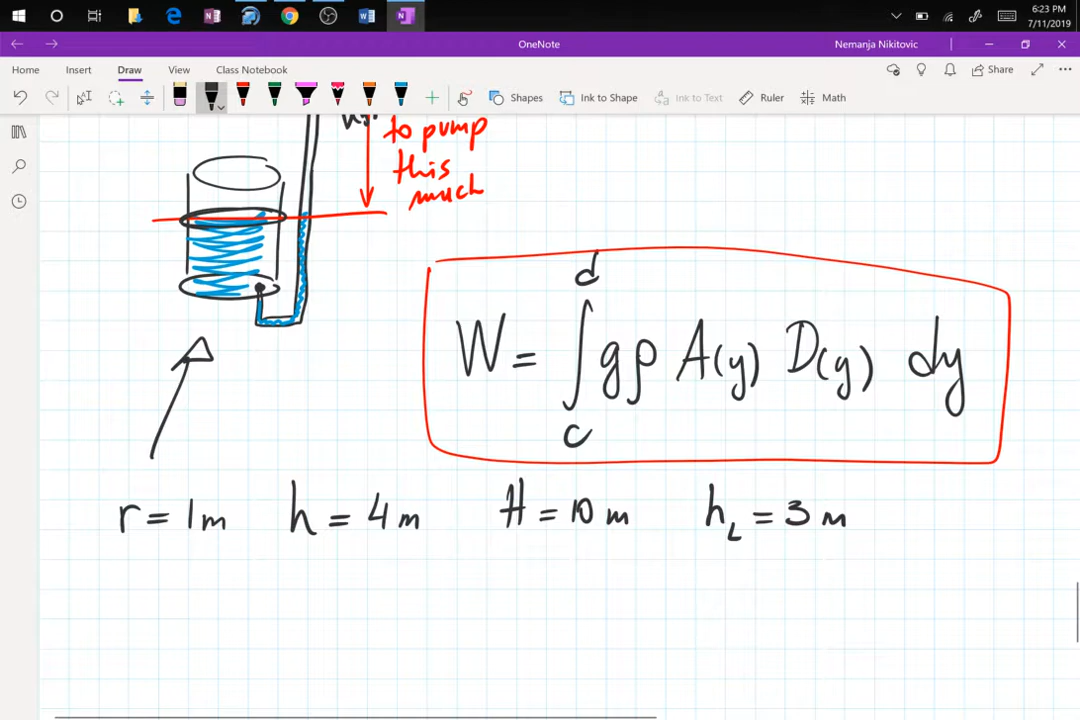 6:23 PM
7/11/2019
OneNote
Nemanja Nikitovic
Home Insert Draw View Class Notebook Share
Shapes Ink to Shape Ink to Text Ruler Math
to pump
this
much
d
W = ∫ gρ A(y) D(y) dy
c
r = 1m h = 4 m H = 10 m h_L = 3 m